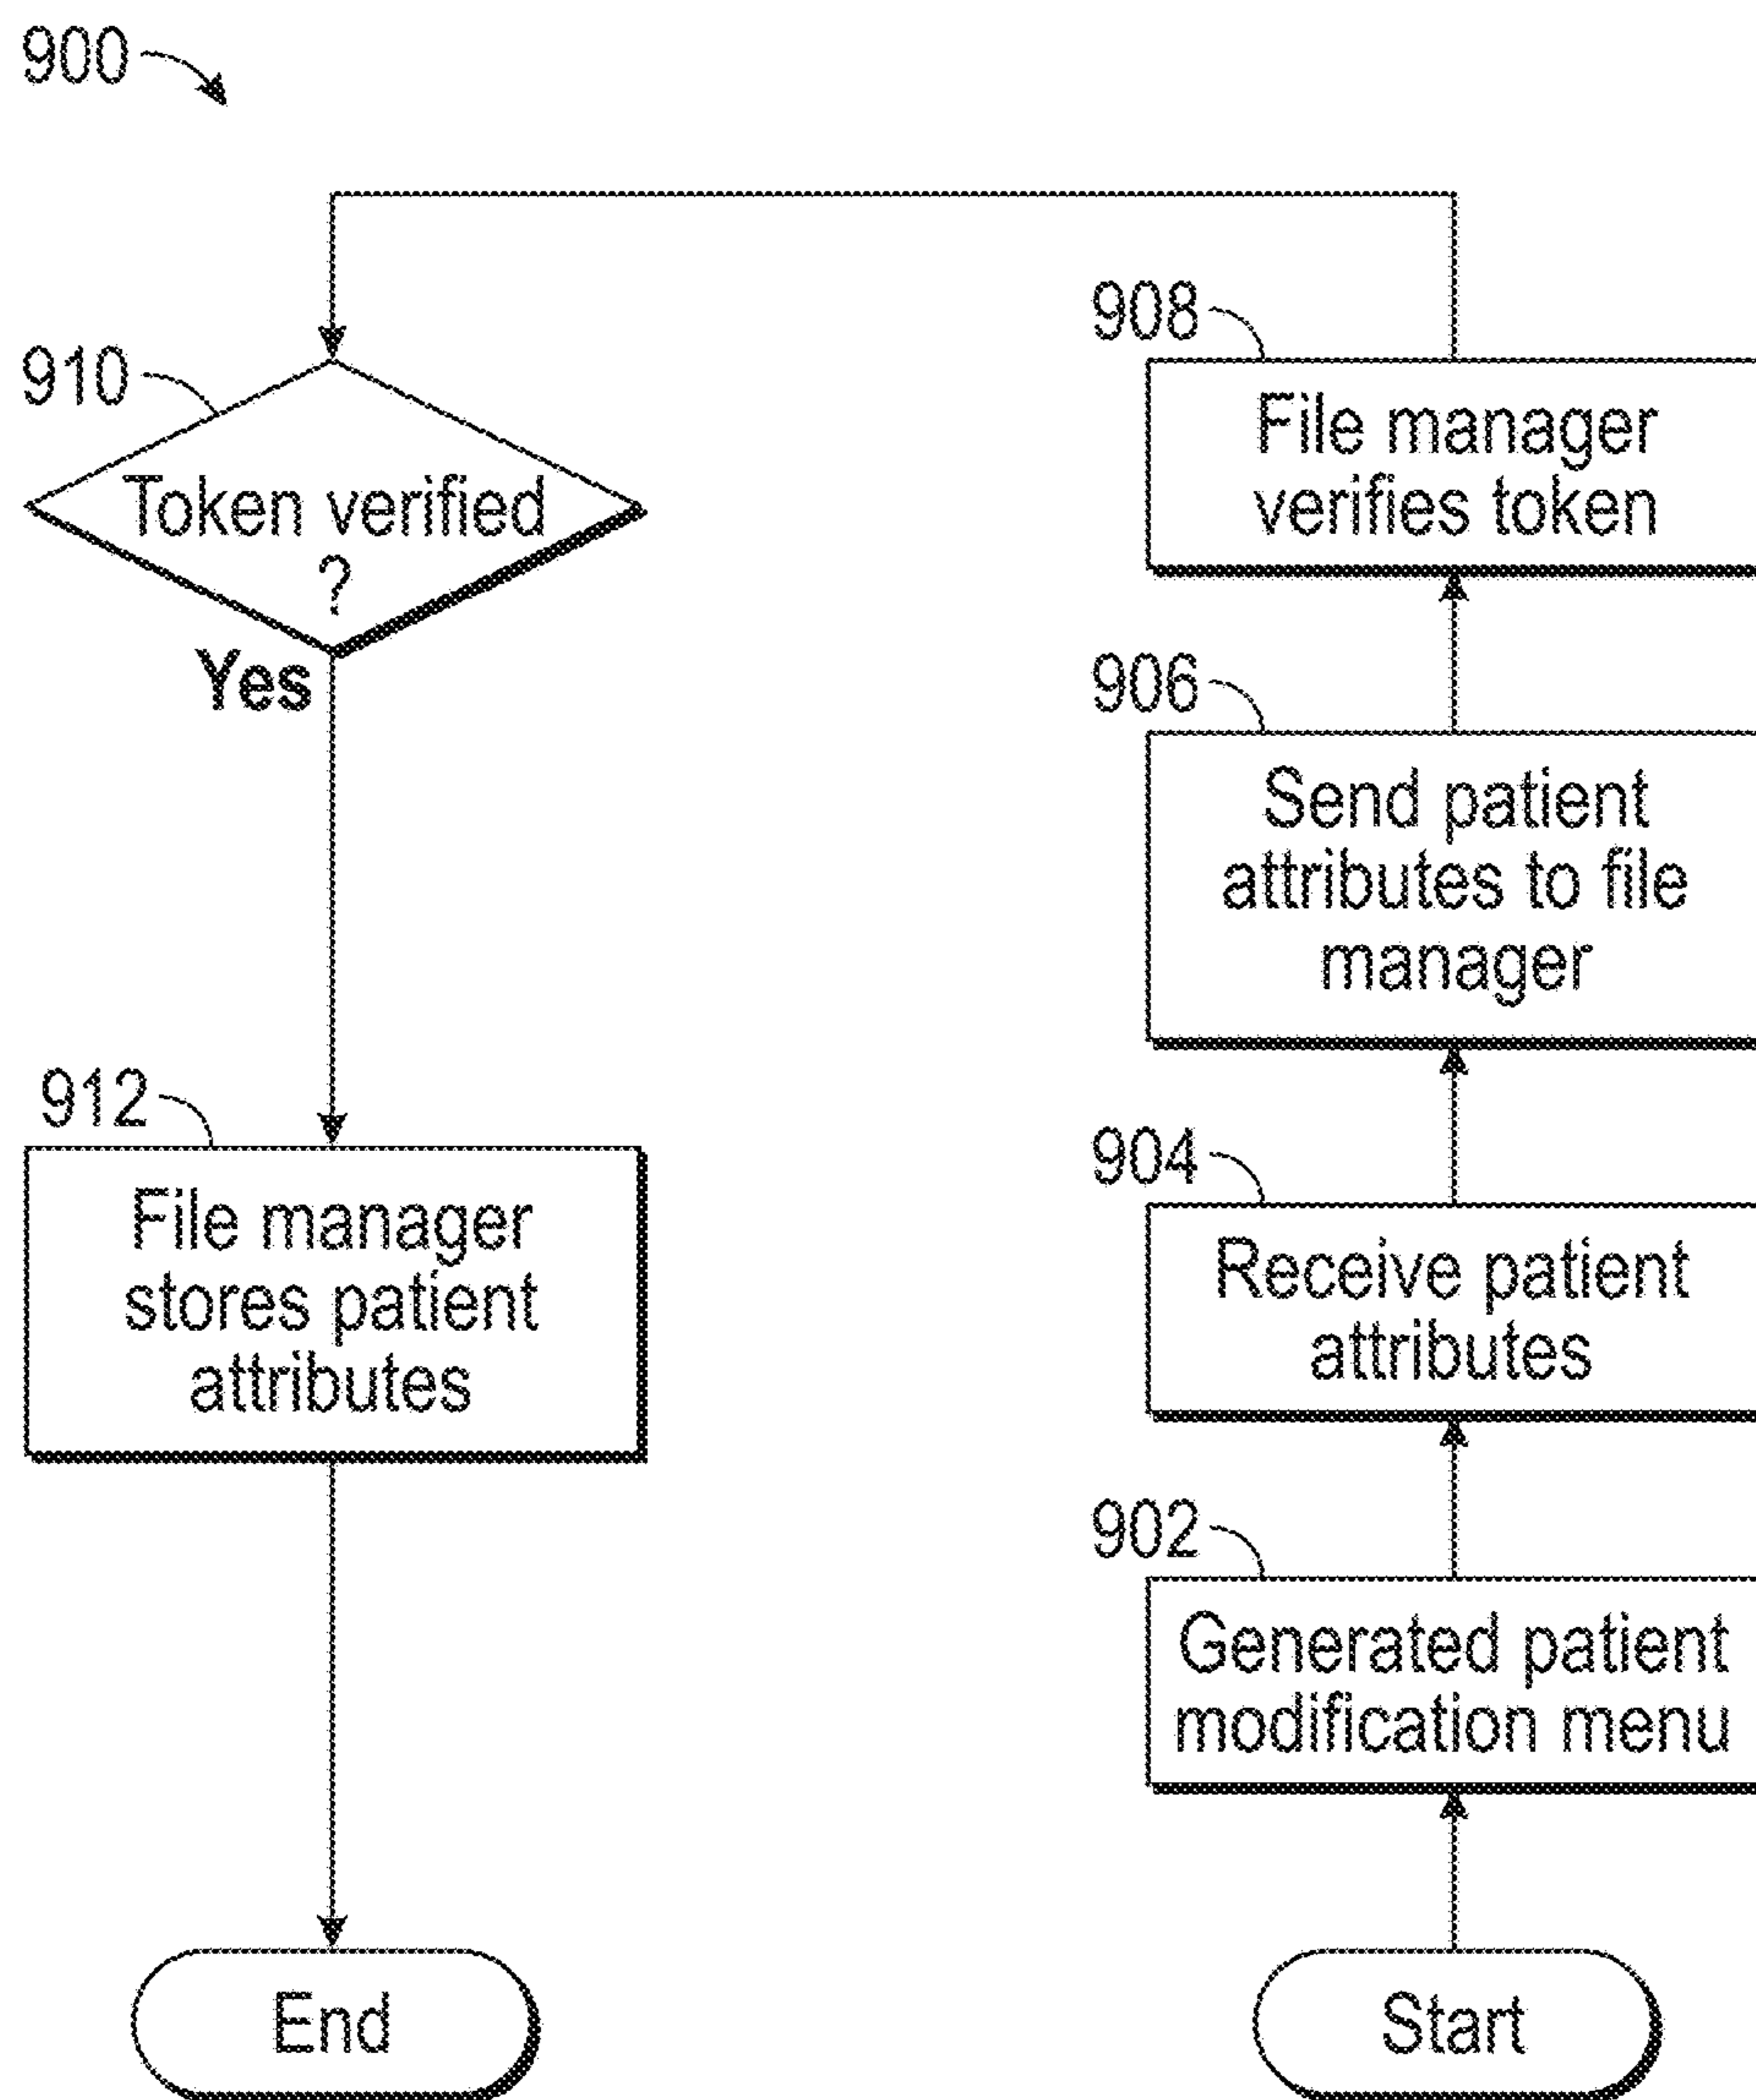 900
910
Token verified
?
Yes
912
File manager
stores patient
attributes
End
908
File manager
verifies token
906
Send patient
attributes to file
manager
904
Receive patient
attributes
902
Generated patient
modification menu
Start